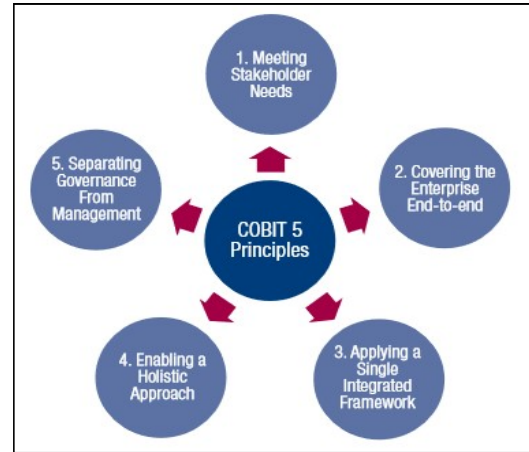 1. Meeting
Stakeholder
Needs
5. Separating
Governance
From
Management
2. Covering the
Enterprise
End-to-end
COBIT 5
Principles
4. Enabling a
Holistic
Approach
3. Applying a
Single
Integrated
Framework